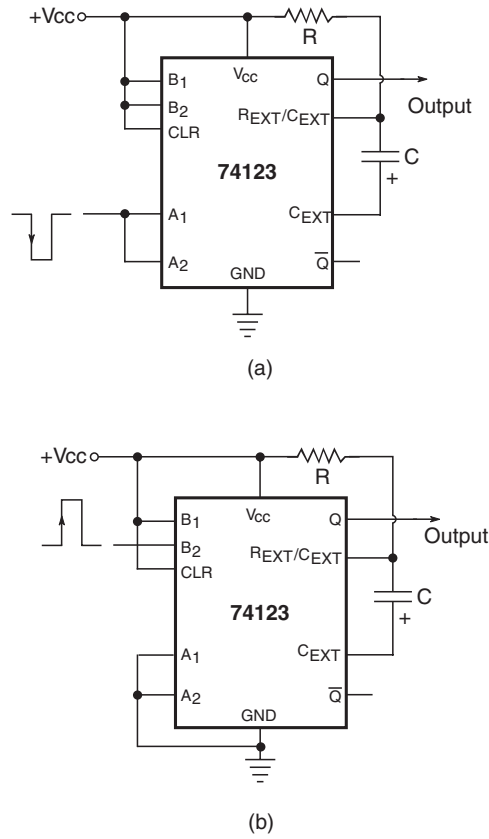 +VCC
R
B1
VCC
Q
B2
REXT/CEXT
Output
CLR
74123
C
+
A1
CEXT
A2
GND
Q̅
(a)
+VCC
R
B1
VCC
Q
B2
REXT/CEXT
Output
CLR
74123
C
+
A1
CEXT
A2
Q̅
GND
(b)